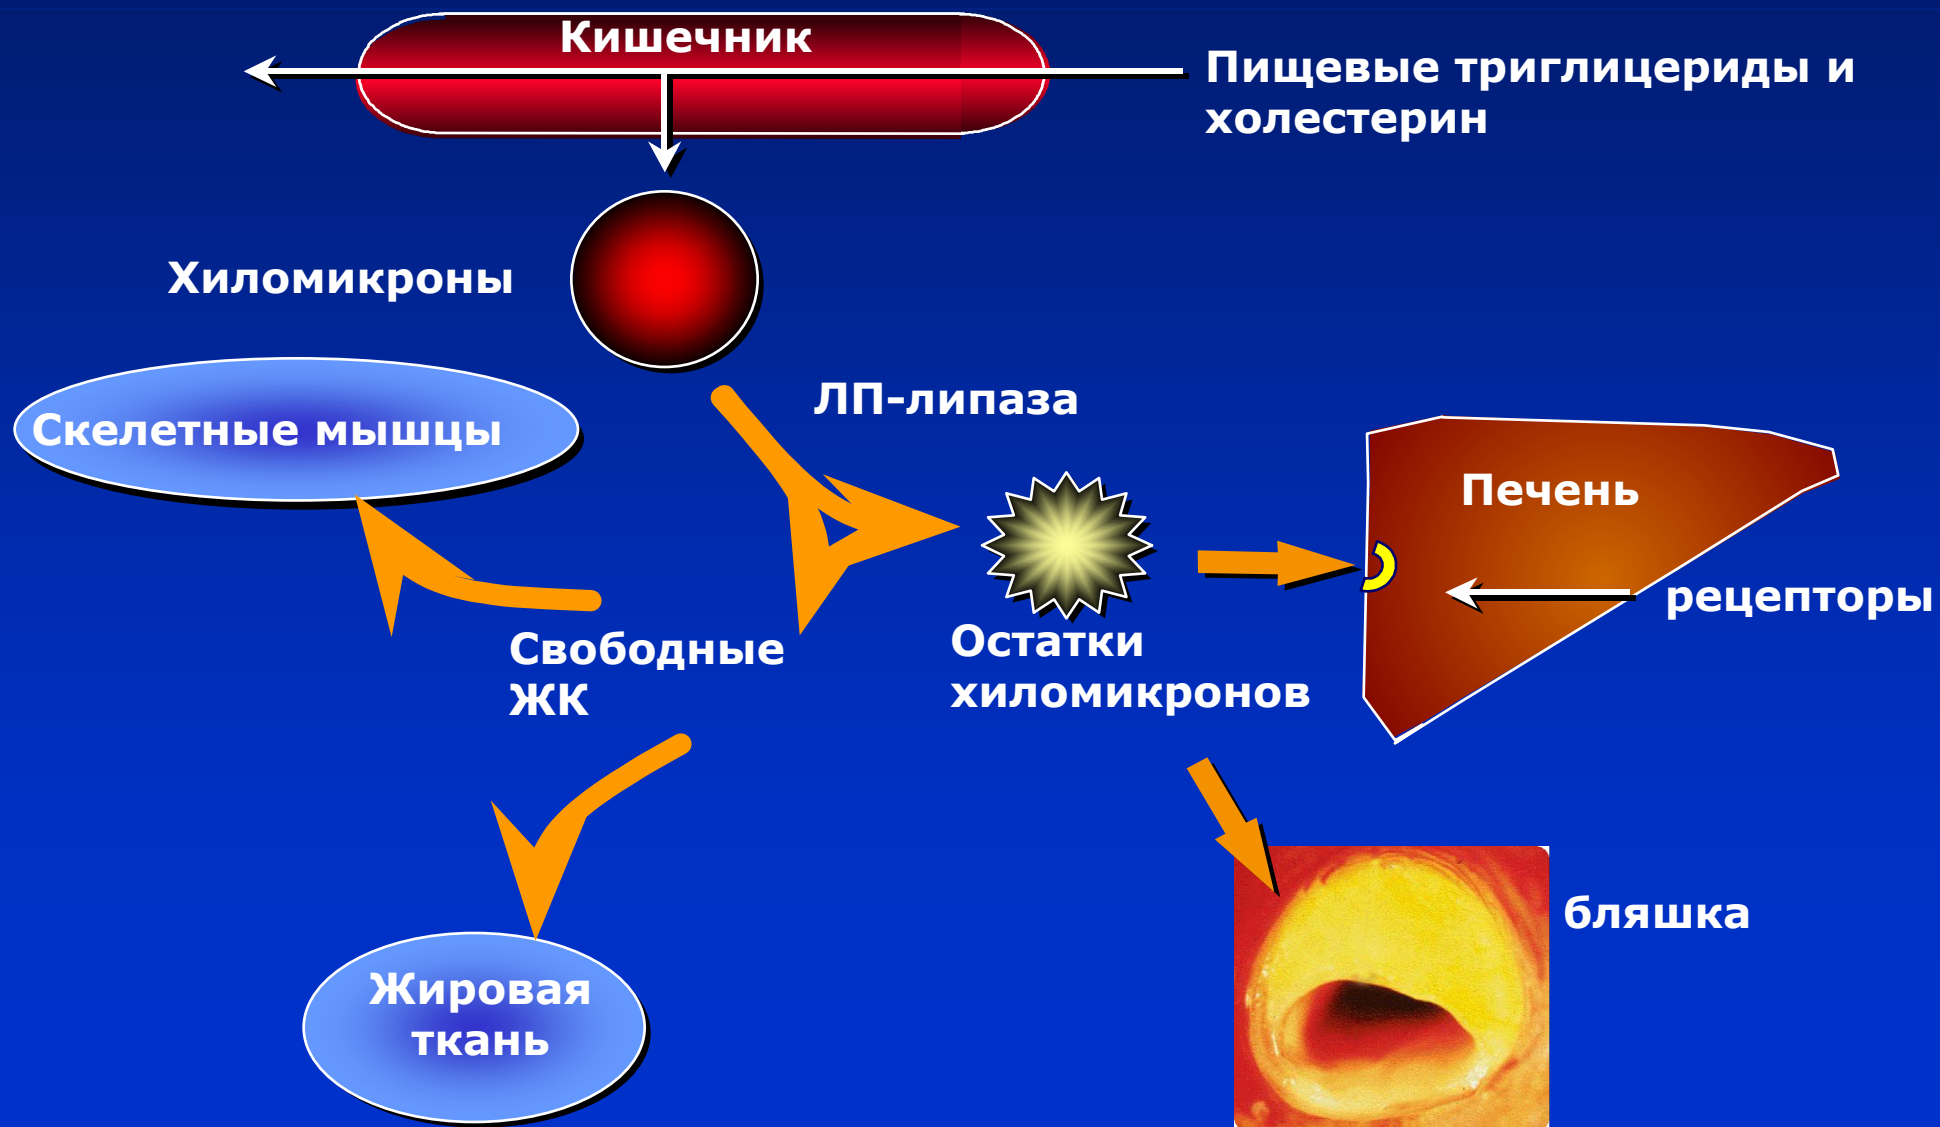 Кишечник
Пищевые триглицериды и
холестерин
Хиломикроны
ЛП-липаза
Скелетные мышцы
Печень
рецепторы
Свободные
ЖК
Остатки
хиломикронов
бляшка
Жировая
ткань